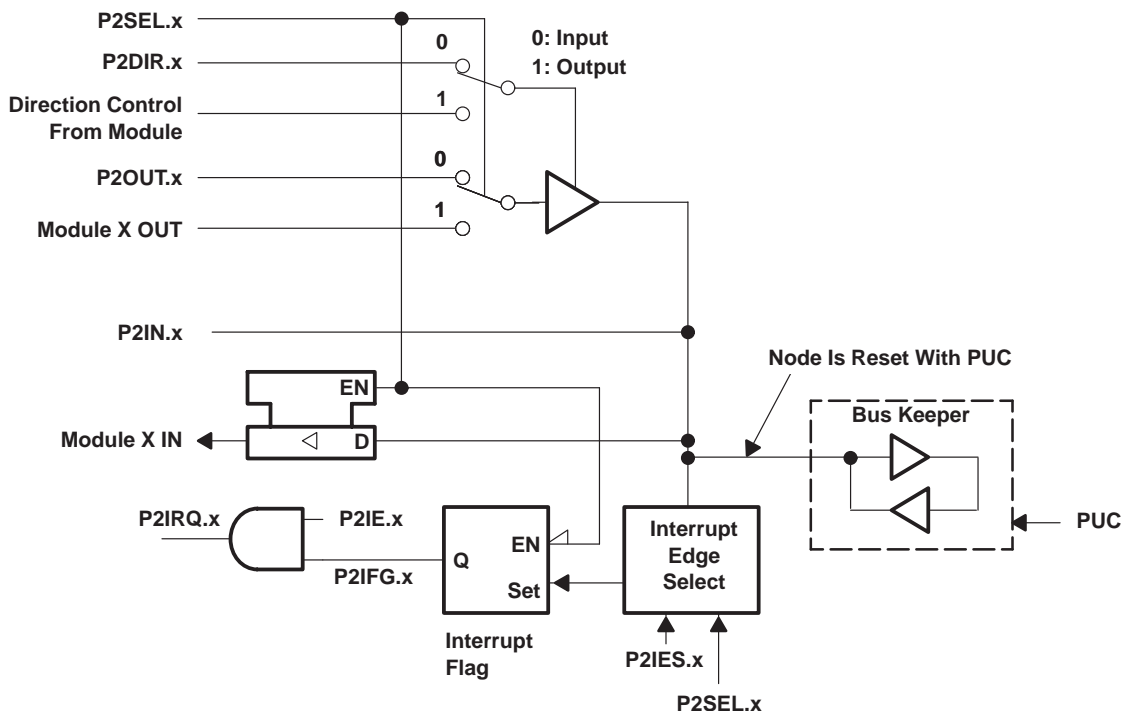 P2SEL.x
0
0: Input
1: Output
P2DIR.x
1
Direction Control
From Module
0
P2OUT.x
1
Module X OUT
P2IN.x
Node Is Reset With PUC
EN
Bus Keeper
Module X IN
D
P2IRQ.x
P2IE.x
PUC
Interrupt
Edge
Select
EN
Q
P2IFG.x
Set
Interrupt
Flag
P2IES.x
P2SEL.x